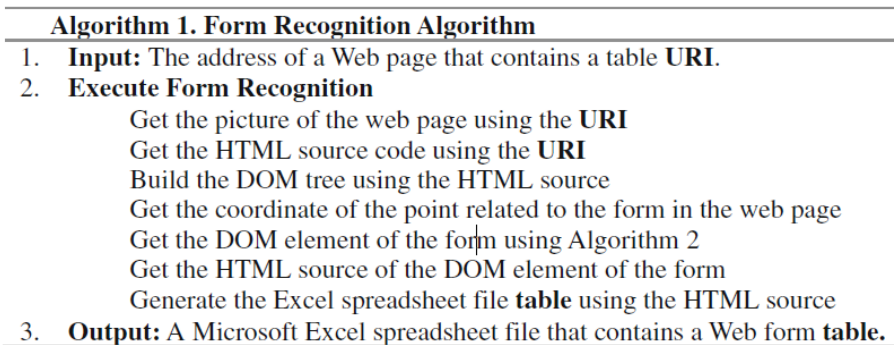 Algorithm 1. Form Recognition Algorithm
1. Input: The address of a Web page that contains a table URI.
2. Execute Form Recognition
Get the picture of the web page using the URI
Get the HTML source code using the URI
Build the DOM tree using the HTML source
Get the coordinate of the point related to the form in the web page
Get the DOM element of the form using Algorithm 2
Get the HTML source of the DOM element of the form
Generate the Excel spreadsheet file table using the HTML source
3. Output: A Microsoft Excel spreadsheet file that contains a Web form table.